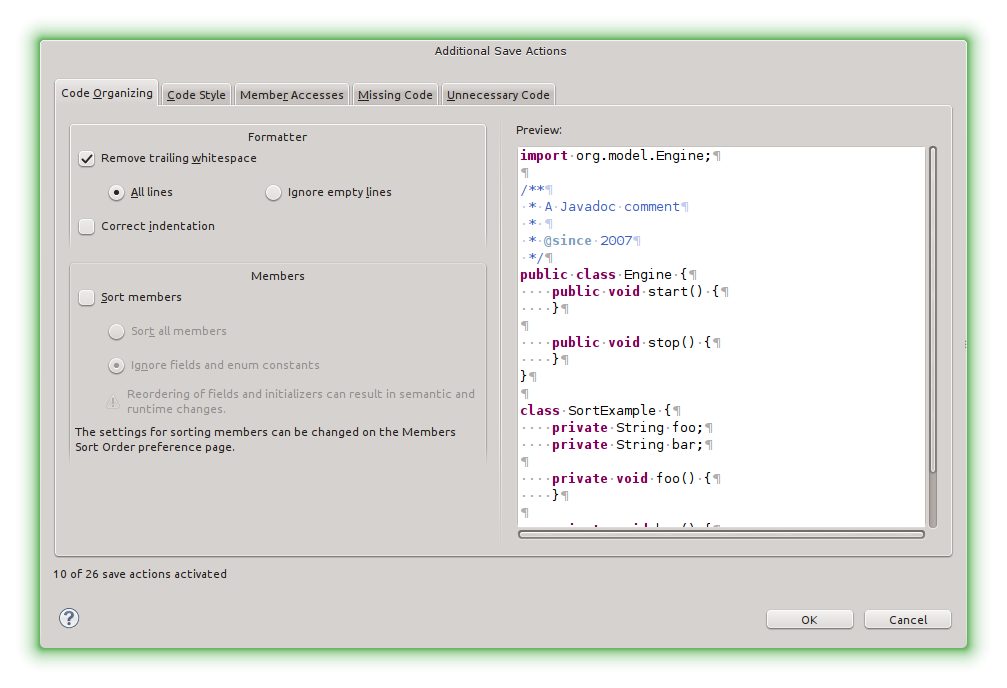 Additional Save Actions
Code Organizing
Code Style
Member Accesses
Missing Code
Unnecessary Code
Formatter
Remove trailing whitespace
All lines
Ignore empty lines
Correct indentation
Members
Sort members
Sort all members
Ignore fields and enum constants
Reordering of fields and initializers can result in semantic and
runtime changes.
The settings for sorting members can be changed on the Members
Sort Order preference page.
Preview:
import·org.model.Engine;¶
¶
/**¶
·*·A·Javadoc·comment¶
·*·¶
·*·@since·2007¶
·*/¶
public·class·Engine·{¶
····public·void·start()·{¶
····}¶
¶
····public·void·stop()·{¶
····}¶
}¶
¶
class·SortExample·{¶
····private·String·foo;¶
····private·String·bar;¶
¶
····private·void·foo()·{¶
····}¶
¶
10 of 26 save actions activated
?
OK
Cancel